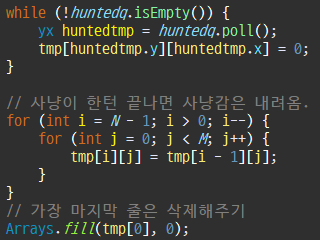 while (!huntedq.isEmpty()) {
    yx huntedtmp = huntedq.poll();
    tmp[huntedtmp.y][huntedtmp.x] = 0;
}

// 사냥이 한턴 끝나면 사냥감은 내려옴.
for (int i = N - 1; i > 0; i--) {
    for (int j = 0; j < M; j++) {
        tmp[i][j] = tmp[i - 1][j];
    }
}
// 가장 마지막 줄은 삭제해주기
Arrays.fill(tmp[0], 0);